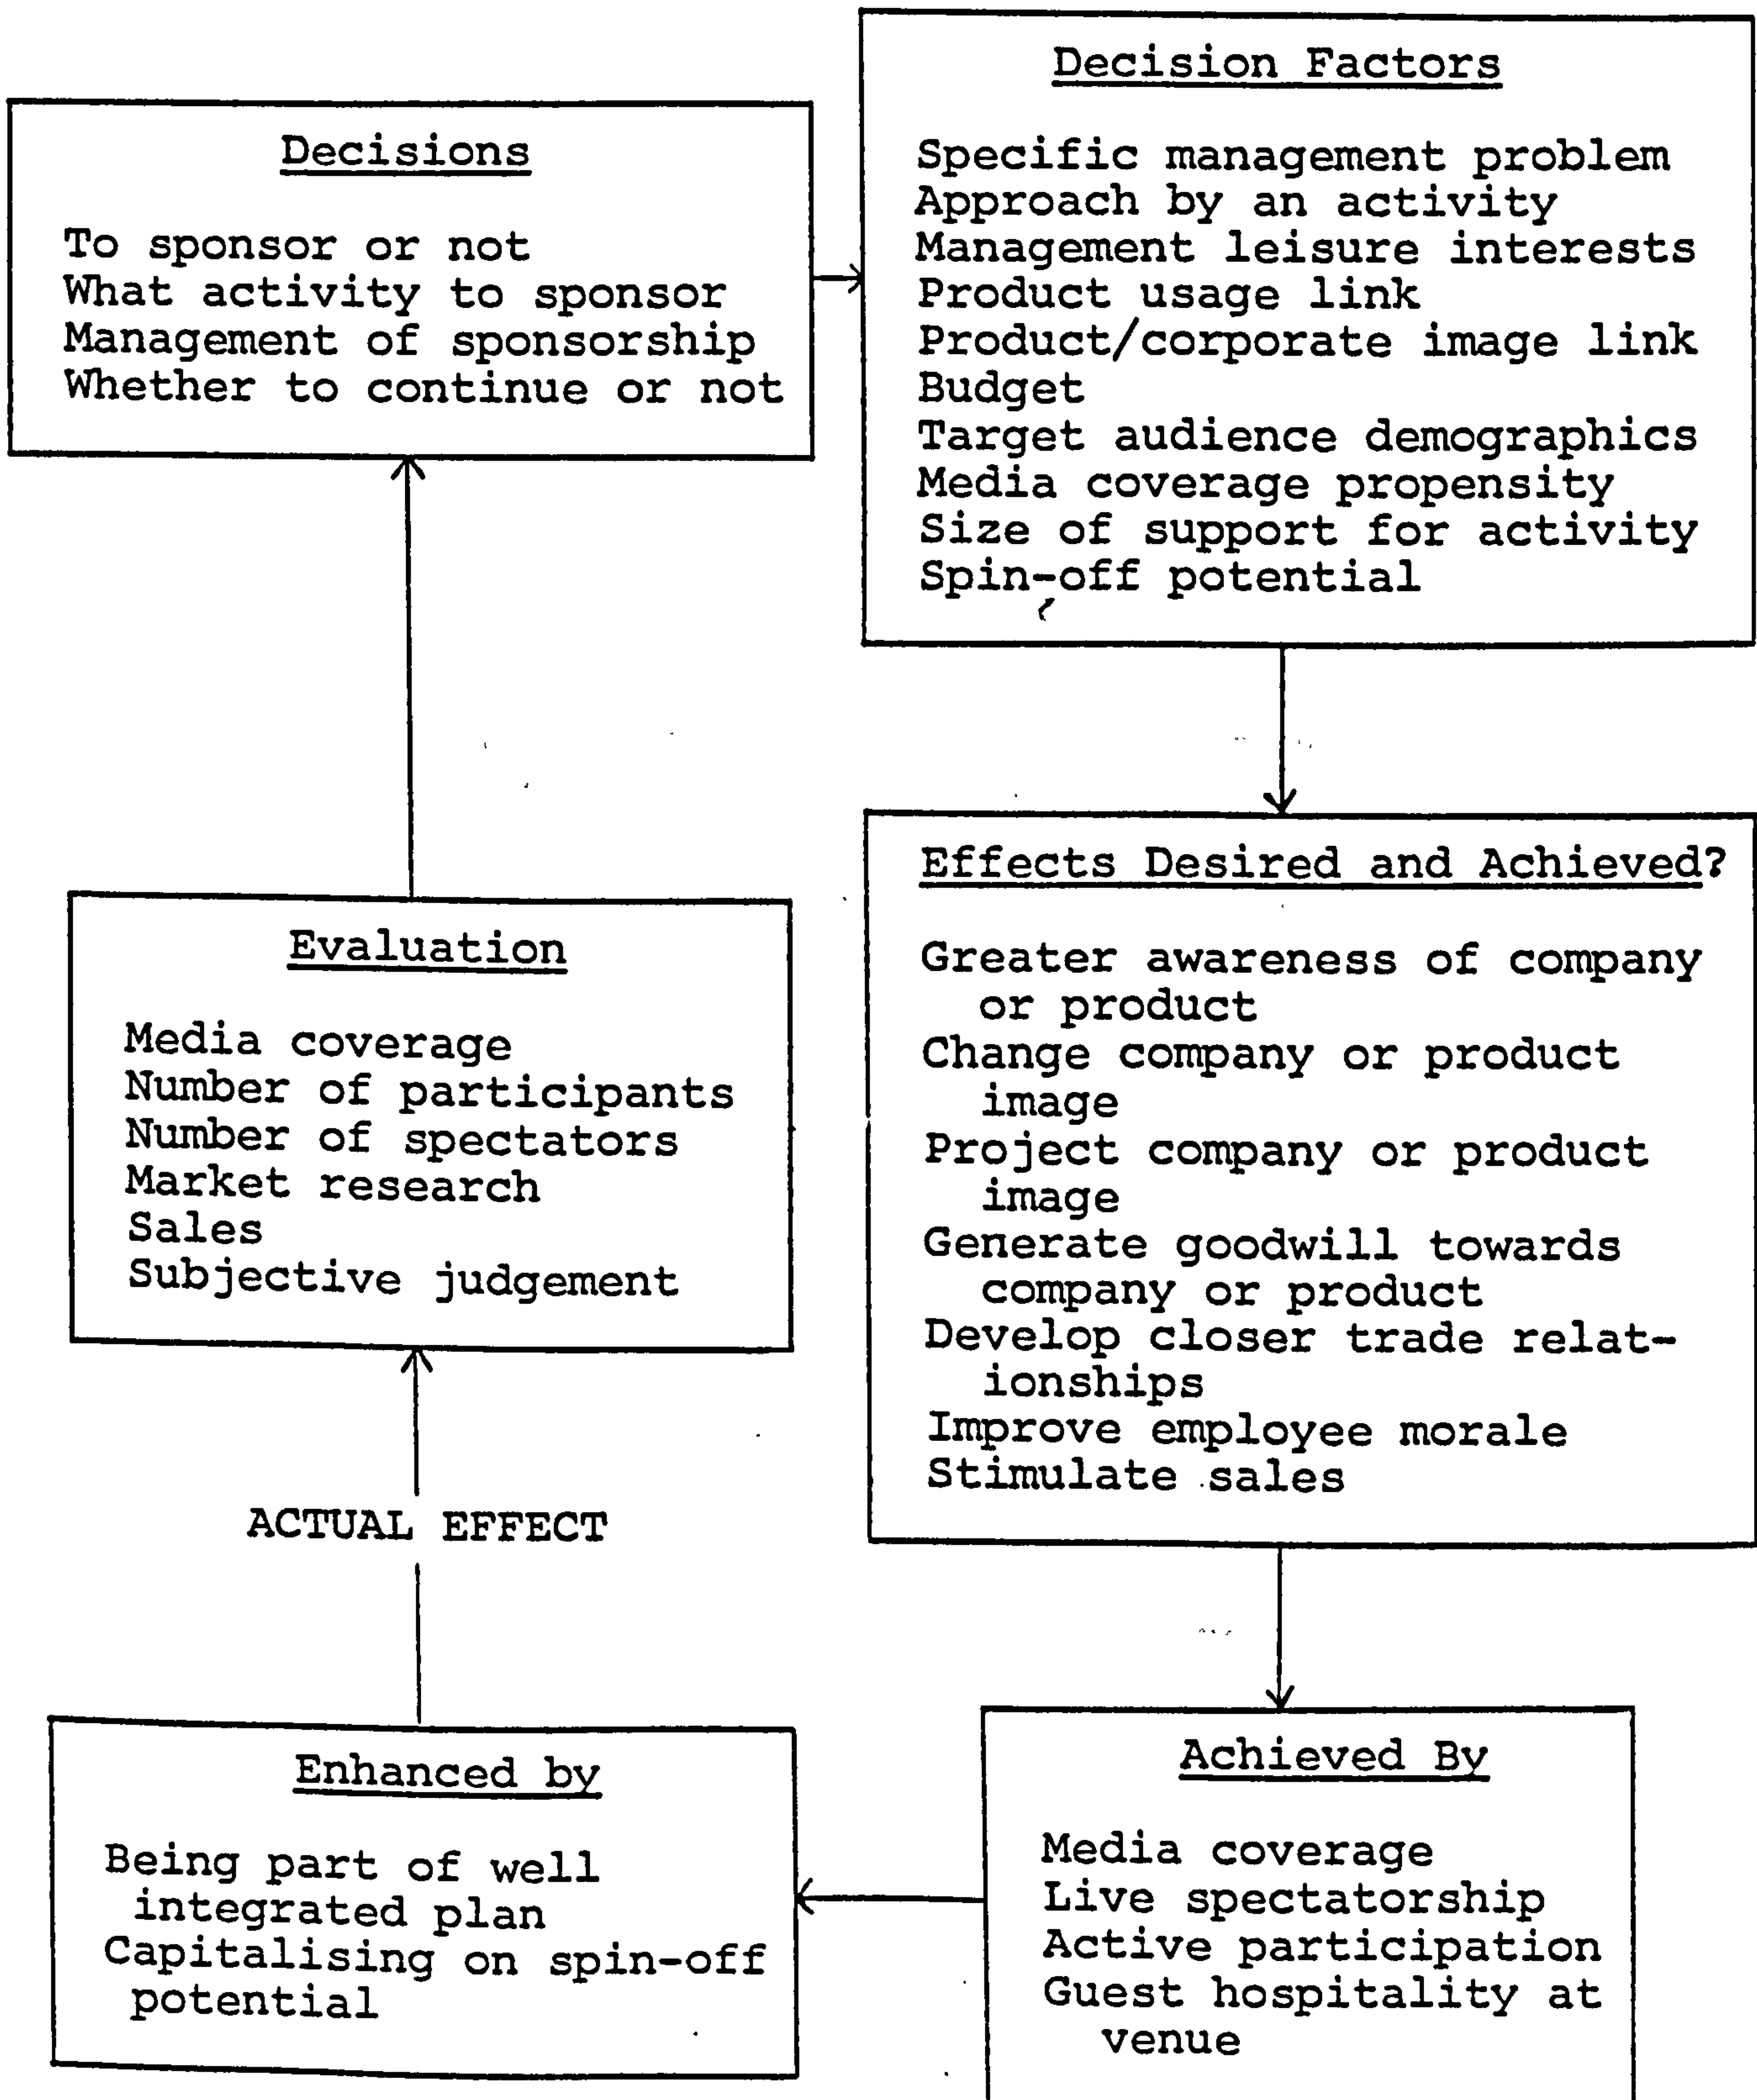 Decisions
To sponsor or not
What activity to sponsor
Management of sponsorship
Whether to continue or not
Decision Factors
Specific management problem
Approach by an activity
Management leisure interests
Product usage link
Product/corporate image link
Budget
Target audience demographics
Media coverage propensity
Size of support for activity
Spin-off potential
Effects Desired and Achieved?
Greater awareness of company
or product
Change company or product
image
Project company or product
image
Generate goodwill towards
company or product
Develop closer trade relat-
ionships
Improve employee morale
Stimulate sales
Achieved By
Media coverage
Live spectatorship
Active participation
Guest hospitality at
venue
Enhanced by
Being part of well
integrated plan
Capitalising on spin-off
potential
ACTUAL EFFECT
Evaluation
Media coverage
Number of participants
Number of spectators
Market research
Sales
Subjective judgement